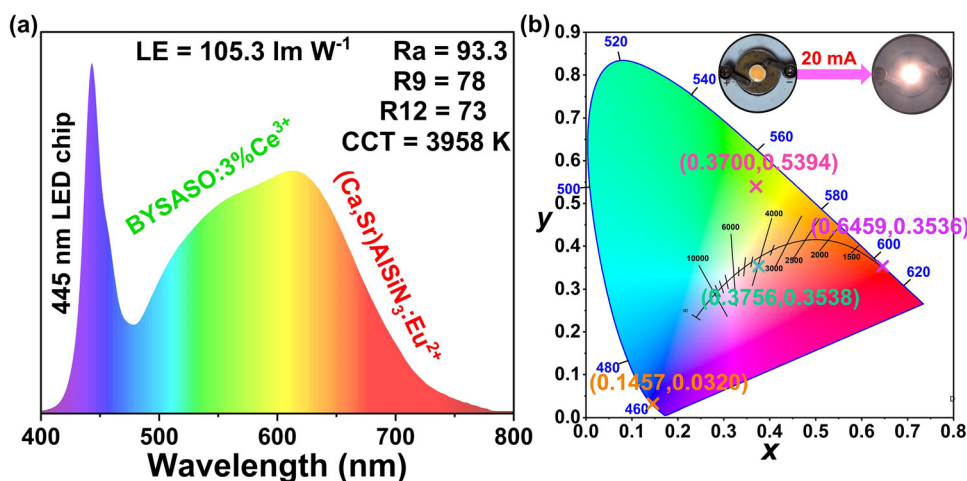 (a)
LE = 105.3 lm W⁻¹
Ra = 93.3
R9 = 78
R12 = 73
CCT = 3958 K
445 nm LED chip
BYSASO:3%Ce³⁺
(Ca,Sr)AlSiN₃:Eu²⁺
400 500 600 700 800
Wavelength (nm)
(b)
0.9
0.8
0.7
0.6
0.5
0.4
0.3
0.2
0.1
0.0
y
520
540
560
580
600
620
500
480
460
20 mA
+
−
(0.3700,0.5394)
(0.6459,0.3536)
(0.3756,0.3538)
(0.1457,0.0320)
10000
6000
4000
3000
2500
2000
1500
0.0 0.1 0.2 0.3 0.4 0.5 0.6 0.7 0.8
x